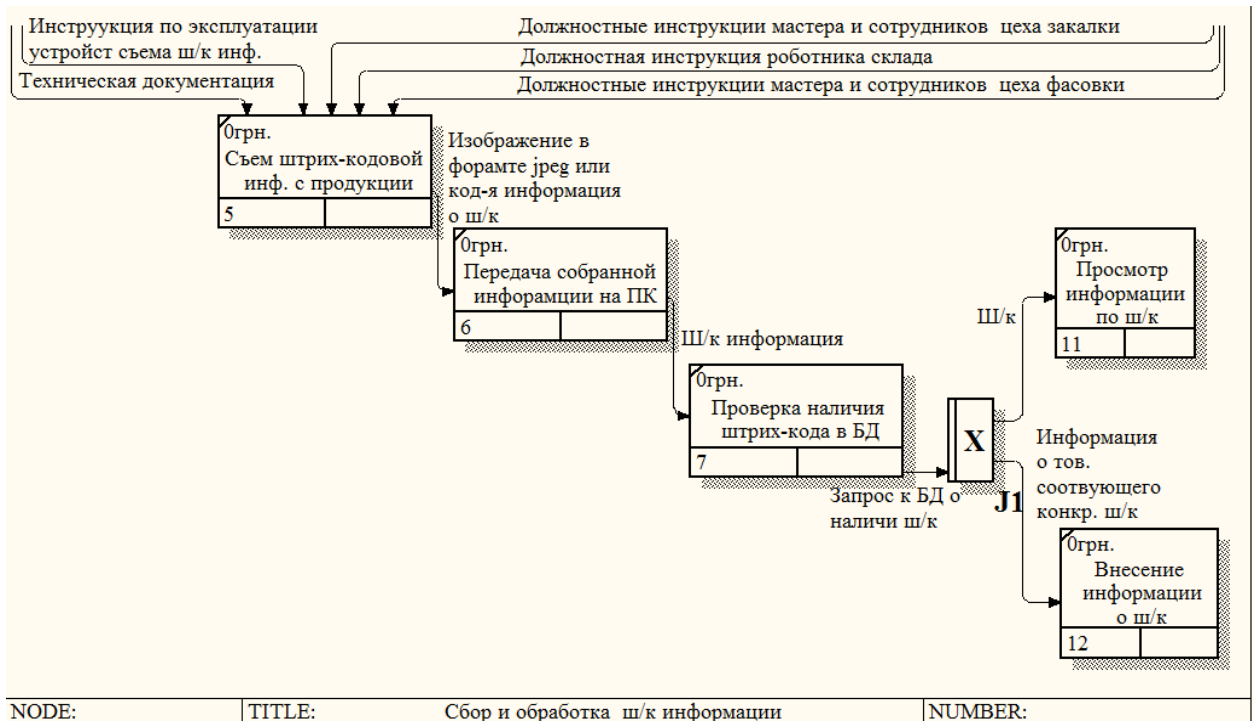 Инструукция по эксплуатации
устройст съема ш/к инф.
Техническая документация
Должностные инструкции мастера и сотрудников цеха закалки
Должностная инструкция роботника склада
Должностные инструкции мастера и сотрудников цеха фасовки
0грн.
Съем штрих-кодовой
инф. с продукции
5
Изображение в
форамте jpeg или
код-я информация
о ш/к
0грн.
Передача собранной
инфорамции на ПК
6
Ш/к информация
0грн.
Проверка наличия
штрих-кода в БД
7
Запрос к БД о
наличи ш/к
X
J1
Ш/к
0грн.
Просмотр
информации
по ш/к
11
Информация
о тов.
соотвующего
конкр. ш/к
0грн.
Внесение
информации
о ш/к
12
NODE:
TITLE:
Сбор и обработка ш/к информации
NUMBER: